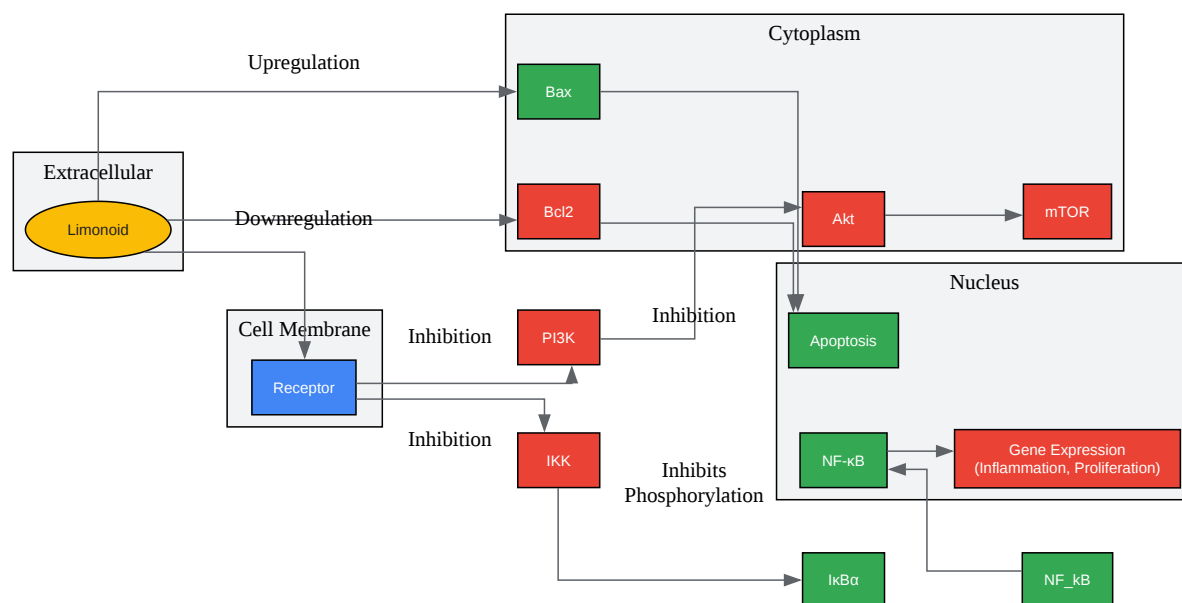 Cytoplasm
Upregulation
Bax
Extracellular
Limonoid
Downregulation
Bcl2
Akt
mTOR
Nucleus
Cell Membrane
Receptor
Inhibition
PI3K
Inhibition
Apoptosis
Inhibition
IKK
Inhibits
Phosphorylation
NF-κB
Gene Expression
(Inflammation, Proliferation)
IκBα
NF_kB